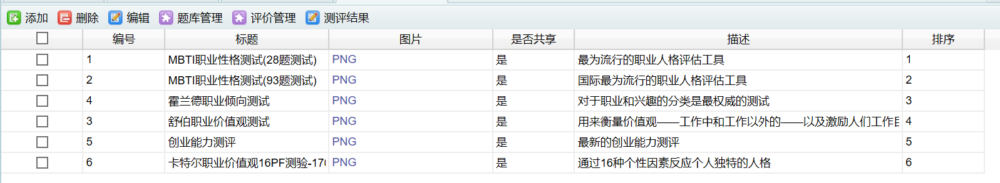 添加 删除 编辑 题库管理 评价管理 测评结果
编号 标题 图片 是否共享 描述 排序
1 MBTI职业性格测试(28题测试) PNG 是 最为流行的职业人格评估工具 1
2 MBTI职业性格测试(93题测试) PNG 是 国际最为流行的职业人格评估工具 2
4 霍兰德职业倾向测试 PNG 是 对于职业和兴趣的分类是最权威的测试 3
3 舒伯职业价值观测试 PNG 是 用来衡量价值观——工作中和工作以外的——以及激励人们工作目 4
5 创业能力测评 PNG 是 最新的创业能力测评 5
6 卡特尔职业价值观16PF测验-17 PNG 是 通过16种个性因素反应个人独特的人格 6